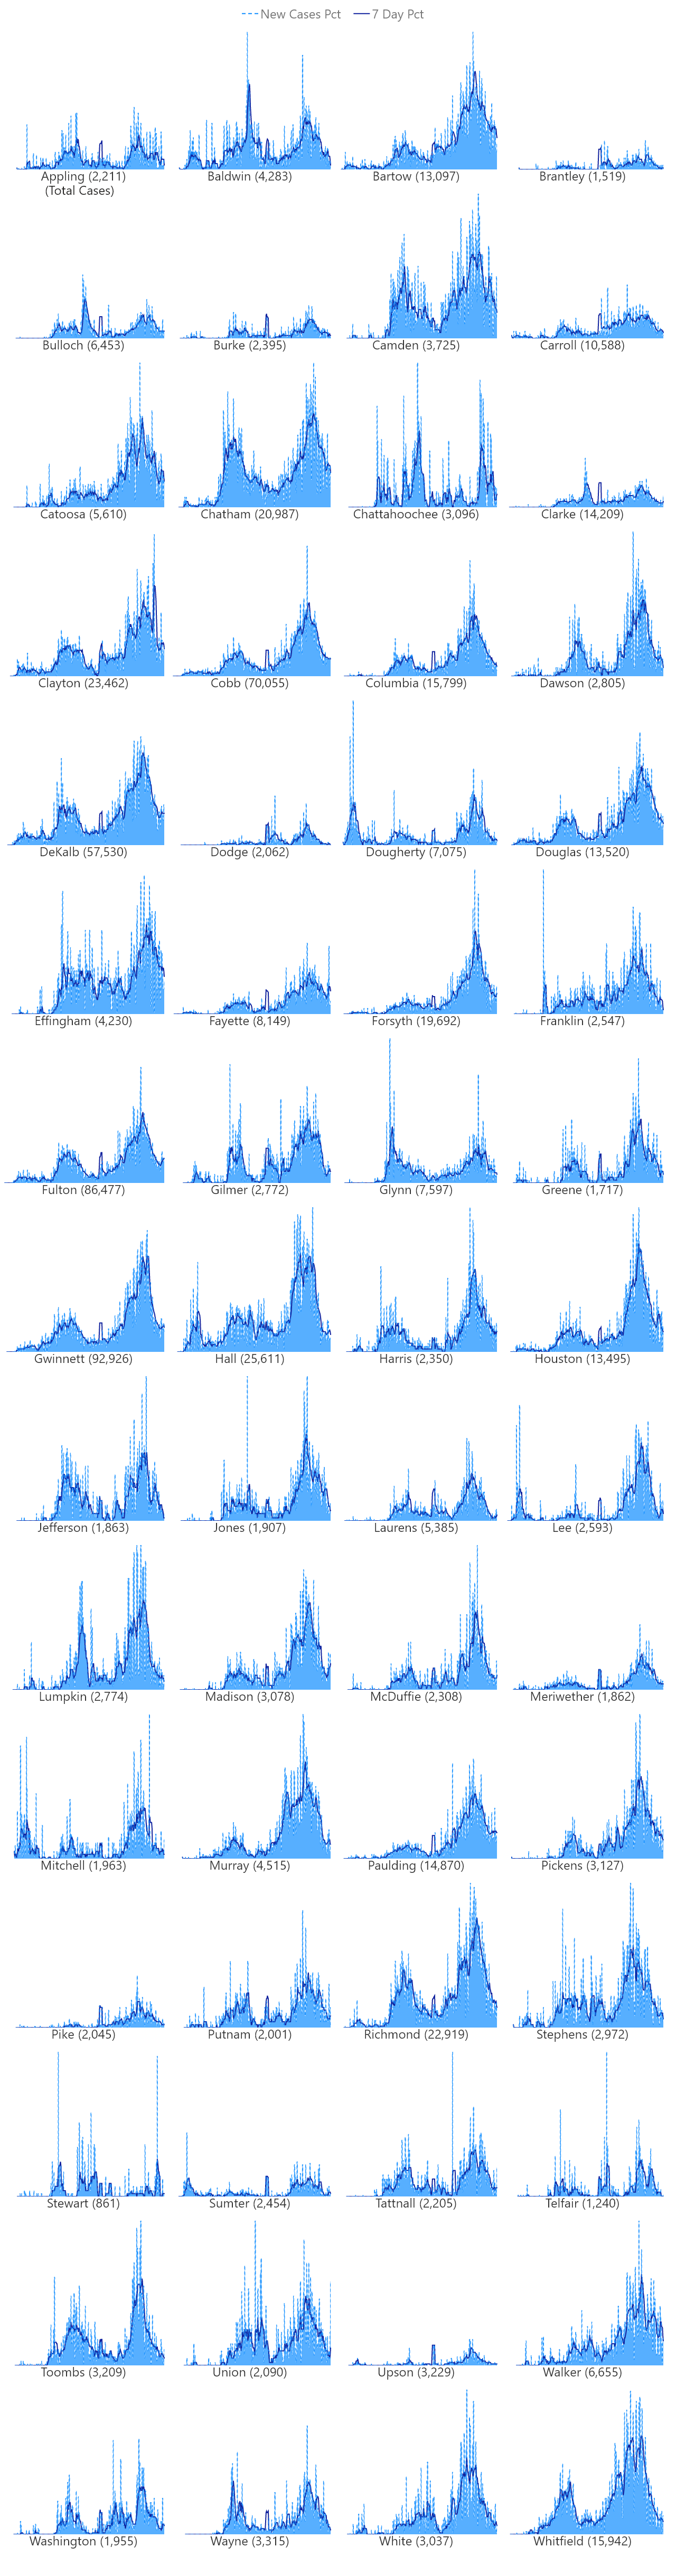 New Cases Pct 7 Day Pct
Appling (2,211) Baldwin (4,283) Bartow (13,097) Brantley (1,519)
(Total Cases)
Bulloch (6,453) Burke (2,395) Camden (3,725) Carroll (10,588)
Catoosa (5,610) Chatham (20,987) Chattahoochee (3,096) Clarke (14,209)
Clayton (23,462) Cobb (70,055) Columbia (15,799) Dawson (2,805)
DeKalb (57,530) Dodge (2,062) Dougherty (7,075) Douglas (13,520)
Effingham (4,230) Fayette (8,149) Forsyth (19,692) Franklin (2,547)
Fulton (86,477) Gilmer (2,772) Glynn (7,597) Greene (1,717)
Gwinnett (92,926) Hall (25,611) Harris (2,350) Houston (13,495)
Jefferson (1,863) Jones (1,907) Laurens (5,385) Lee (2,593)
Lumpkin (2,774) Madison (3,078) McDuffie (2,308) Meriwether (1,862)
Mitchell (1,963) Murray (4,515) Paulding (14,870) Pickens (3,127)
Pike (2,045) Putnam (2,001) Richmond (22,919) Stephens (2,972)
Stewart (861) Sumter (2,454) Tattnall (2,205) Telfair (1,240)
Toombs (3,209) Union (2,090) Upson (3,229) Walker (6,655)
Washington (1,955) Wayne (3,315) White (3,037) Whitfield (15,942)